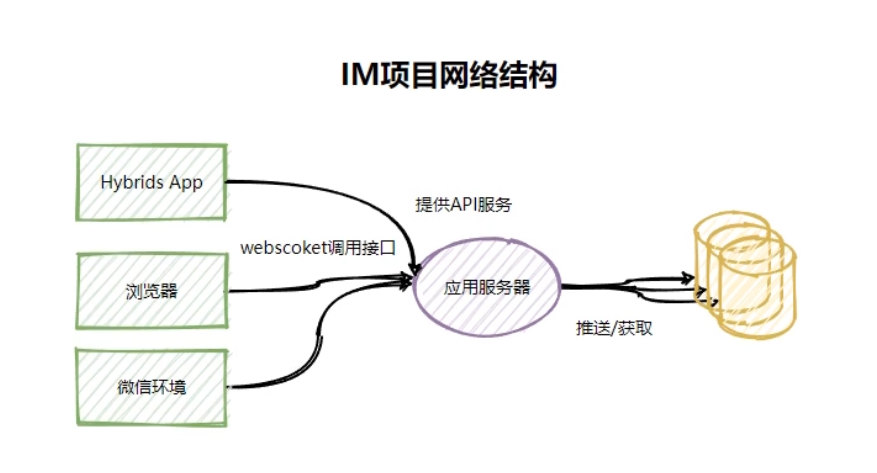 IM项目网络结构
Hybrids App
提供API服务
webscoket调用接口
浏览器
应用服务器
推送/获取
微信环境